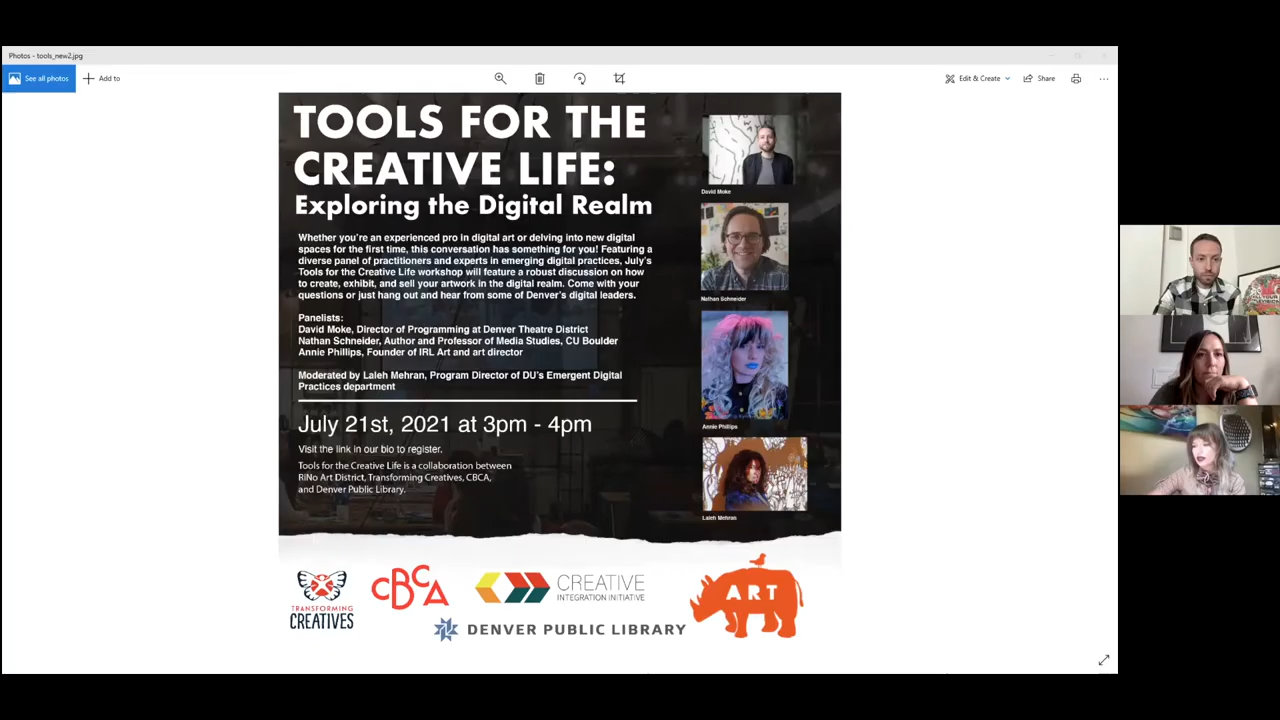 Photos - tools_new2.jpg
See all photos
Add to
Edit & Create
Share
TOOLS FOR THE
CREATIVE LIFE:
Exploring the Digital Realm
Whether you're an experienced pro in digital art or delving into new digital
spaces for the first time, this conversation has something for you! Featuring a
diverse panel of practitioners and experts in emerging digital practices, July's
Tools for the Creative Life workshop will feature a robust discussion on how
to create, exhibit, and sell your artwork in the digital realm. Come with your
questions or just hang out and hear from some of Denver's digital leaders.
Panelists:
David Moke, Director of Programming at Denver Theatre District
Nathan Schneider, Author and Professor of Media Studies, CU Boulder
Annie Phillips, Founder of IRL Art and art director
Moderated by Laleh Mehran, Program Director of DU's Emergent Digital
Practices department
July 21st, 2021 at 3pm - 4pm
Visit the link in our bio to register.
Tools for the Creative Life is a collaboration between
RiNo Art District, Transforming Creatives, CBCA,
and Denver Public Library.
David Moke
Nathan Schneider
Annie Phillips
Laleh Mehran
TRANSFORMING
CREATIVES
CBCA
CREATIVE
INTEGRATION INITIATIVE
DENVER PUBLIC LIBRARY
ART